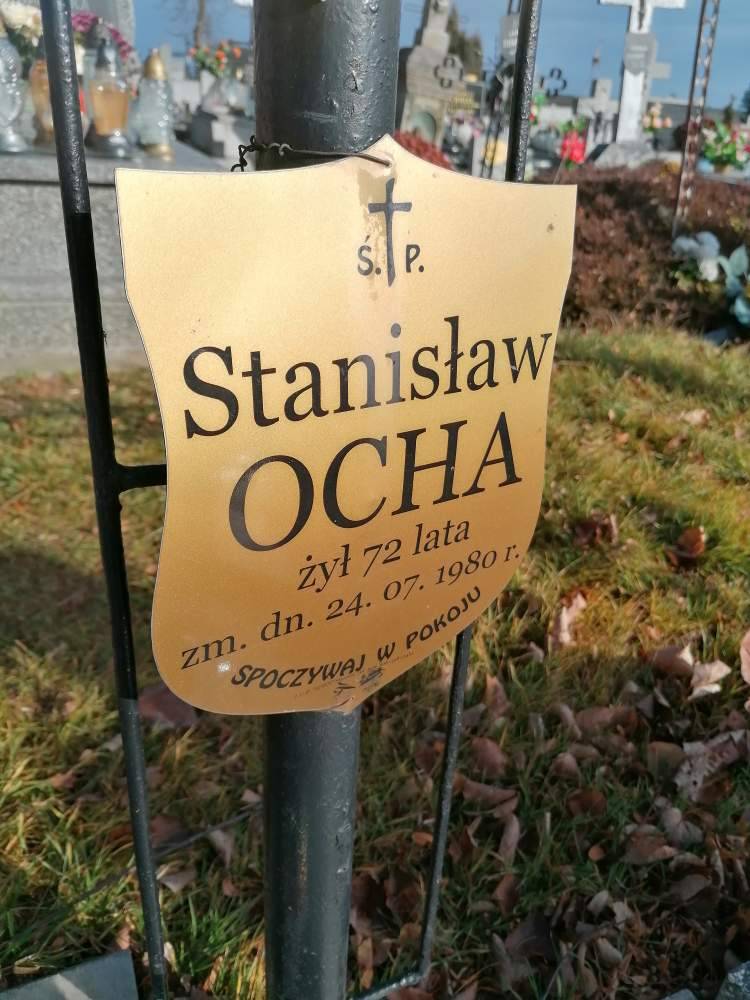 Ś. P.
Stanisław
OCHA
żył 72 lata
zm. dn. 24. 07. 1980 r.
SPOCZYWAJ W POKOJU